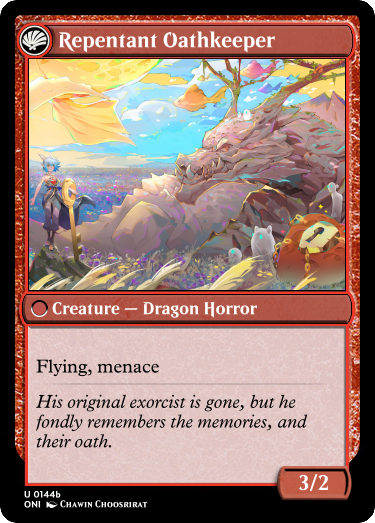 Repentant Oathkeeper
Creature — Dragon Horror
Flying, menace
His original exorcist is gone, but he
fondly remembers the memories, and
their oath.
3/2
U 0144b
ONI Chawin Choosrirat